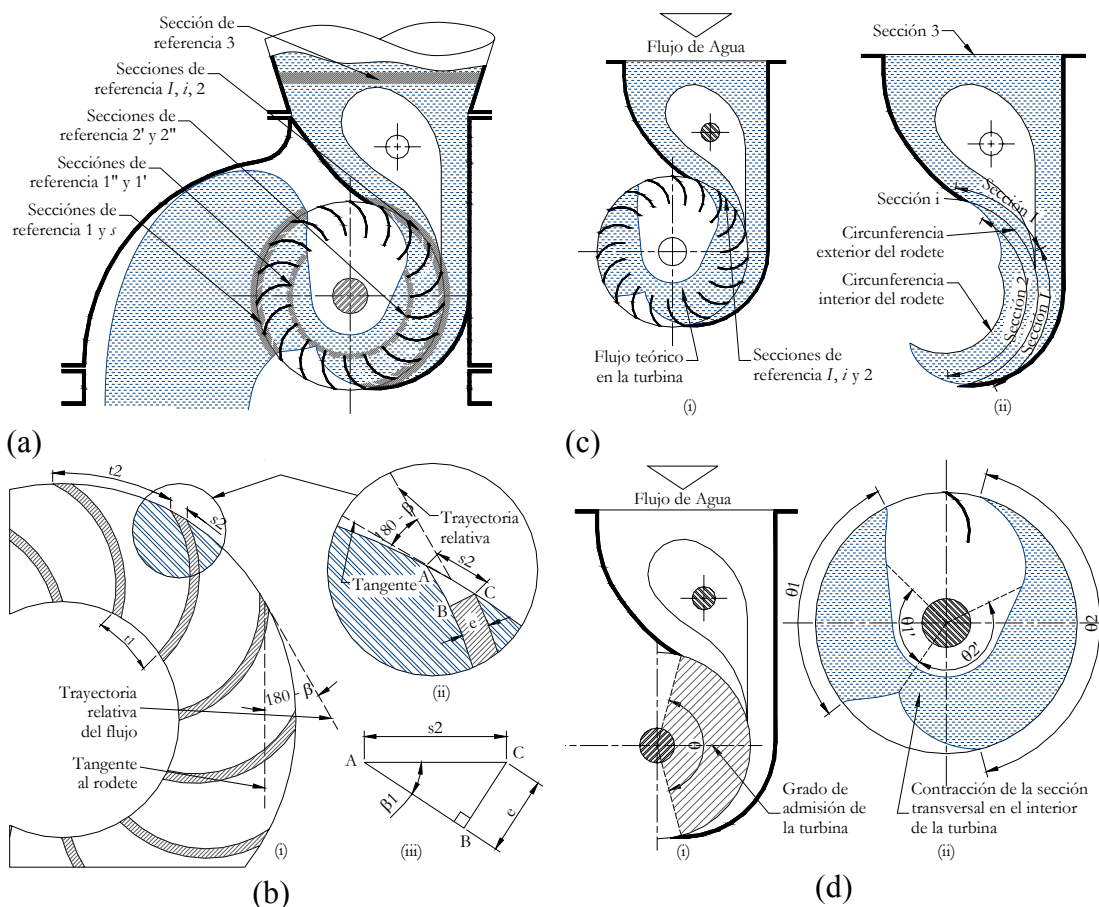 Sección de
referencia 3
Secciones de
referencia I, i, 2
Secciones de
referencia 2' y 2"
Secciónes de
referencia 1" y 1'
Secciónes de
referencia 1 y s
(a)
Flujo de Agua
Flujo teórico
en la turbina
Secciones de
referencia I, i y 2
(i)
Sección 3
Sección i
Circunferencia
exterior del rodete
Circunferencia
interior del rodete
Sección I
Sección 2
Sección 1
(ii)
(c)
t2
s2
t1
180 - β
Trayectoria
relativa
del flujo
Tangente
al rodete
(i)
180 - β
Trayectoria
relativa
s2
Tangente
A
B
C
e
(ii)
s2
A
C
β1
B
e
(iii)
(b)
Flujo de Agua
θ
Grado de
admisión de
la turbina
(i)
θ1
θ1'
θ2'
θ2
Contracción de la sección
transversal en el interior
de la turbina
(ii)
(d)